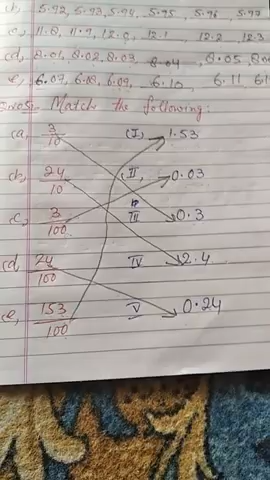 b, 5.92, 5.93, 5.94, 5.95, 5.96, 5.97
c, 11.8, 11.9, 12.0, 12.1, 12.2, 12.3
d, 8.01, 8.02, 8.03, 8.04, 8.05,
e, 6.07, 6.08, 6.09, 6.10, 6.11
Match the following:
(a, 3/10 (I, 1.53
b, 24/10 II, 0.03
c, 3/100 III 0.3
d, 24/100 IV 2.4
e, 153/100 V 0.24